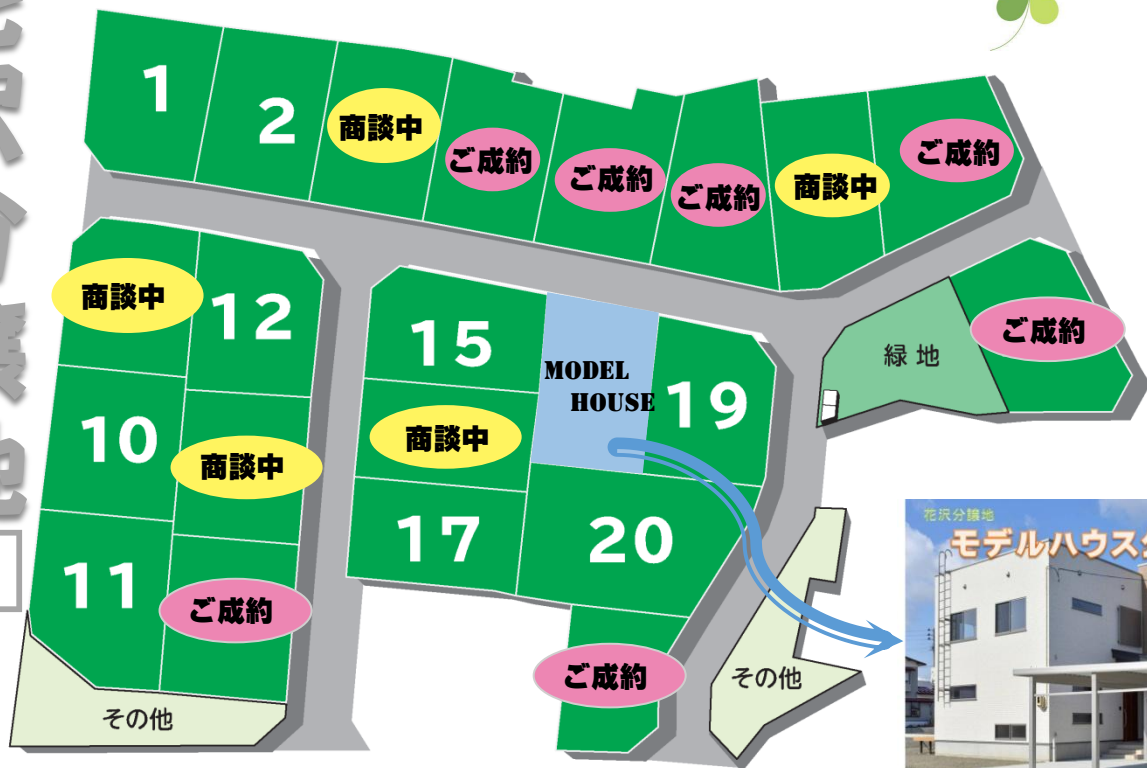 1
2
商談中
ご成約
ご成約
ご成約
商談中
ご成約
商談中
12
10
商談中
11
ご成約
その他
15
MODEL
HOUSE
19
商談中
17
20
ご成約
緑地
ご成約
その他
花沢分譲地
モデルハウス